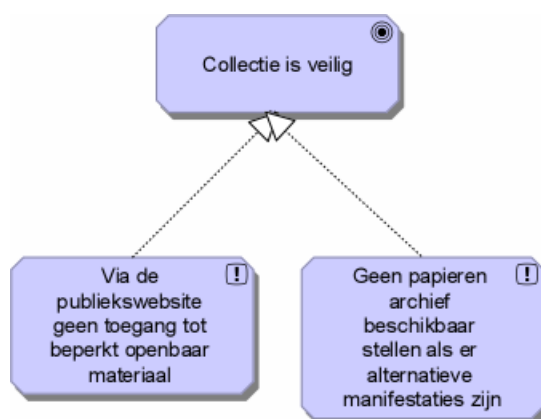 Collectie is veilig
Via de
publiekswebsite
geen toegang tot
beperkt openbaar
materiaal
Geen papieren
archief
beschikbaar
stellen als er
alternatieve
manifestaties zijn